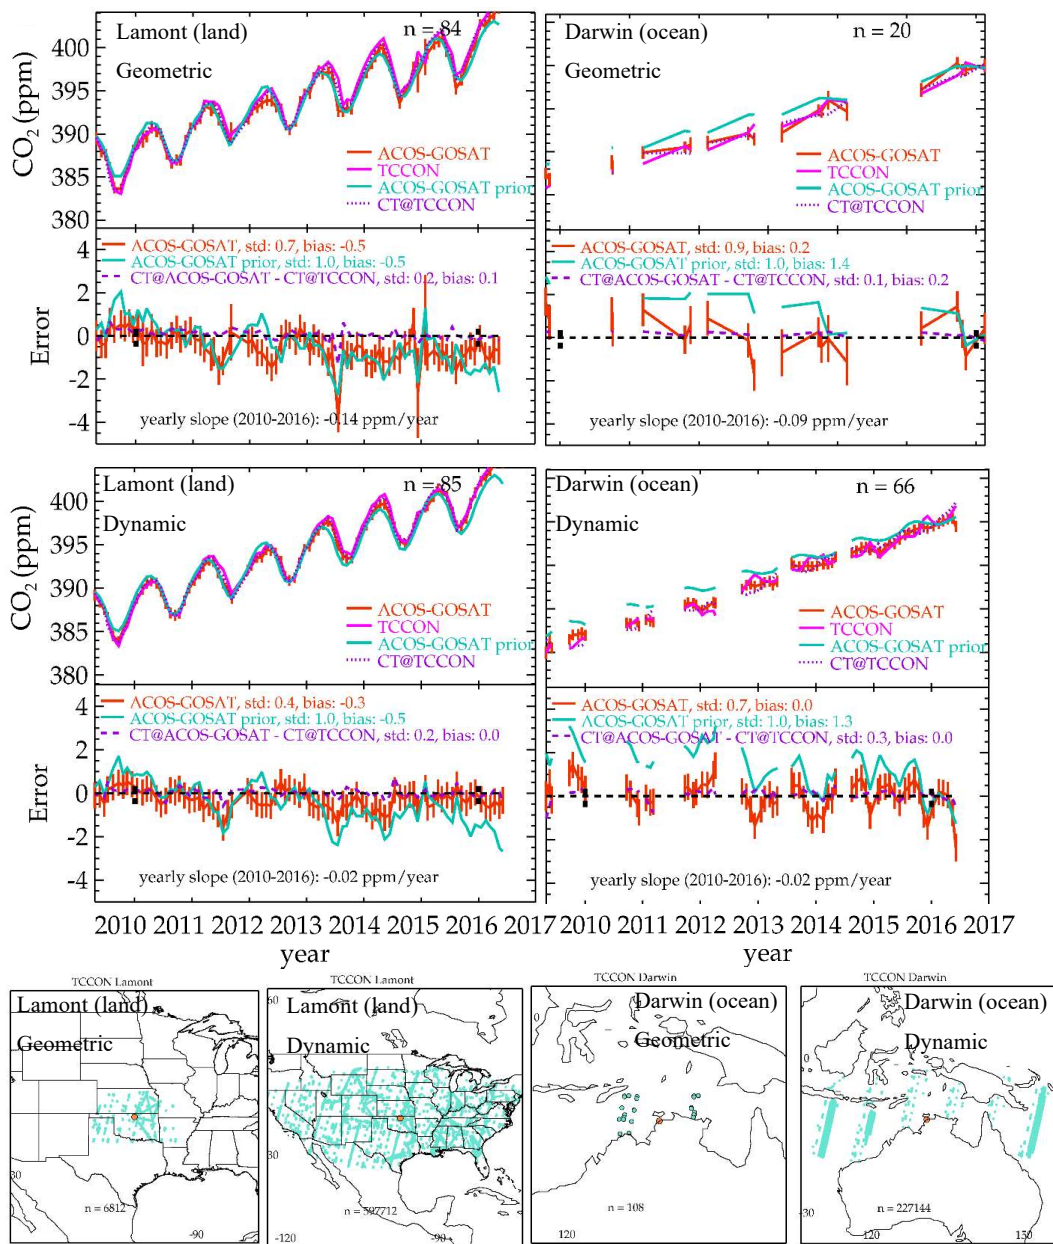 Lamont (land)
n = 84
Geometric
400
395
390
385
380
CO2 (ppm)
ACOS-GOSAT
TCCON
ACOS-GOSAT prior
CT@TCCON
Darwin (ocean)
n = 20
Geometric
ACOS-GOSAT
TCCON
ACOS-GOSAT prior
CT@TCCON
4
2
0
-2
-4
Error
ACOS-GOSAT, std: 0.7, bias: -0.5
ACOS-GOSAT prior, std: 1.0, bias: -0.5
CT@ACOS-GOSAT - CT@TCCON, std: 0.2, bias: 0.1
yearly slope (2010-2016): -0.14 ppm/year
ACOS-GOSAT, std: 0.9, bias: 0.2
ACOS-GOSAT prior, std: 1.0, bias: 1.4
CT@ACOS-GOSAT - CT@TCCON, std: 0.1, bias: 0.2
yearly slope (2010-2016): -0.09 ppm/year
Lamont (land)
n = 85
Dynamic
400
395
390
385
380
CO2 (ppm)
ACOS-GOSAT
TCCON
ACOS-GOSAT prior
CT@TCCON
Darwin (ocean)
n = 66
Dynamic
ACOS-GOSAT
TCCON
ACOS-GOSAT prior
CT@TCCON
4
2
0
-2
-4
Error
ACOS-GOSAT, std: 0.4, bias: -0.3
ACOS-GOSAT prior, std: 1.0, bias: -0.5
CT@ACOS-GOSAT - CT@TCCON, std: 0.2, bias: 0.0
yearly slope (2010-2016): -0.02 ppm/year
ACOS-GOSAT, std: 0.7, bias: 0.0
ACOS-GOSAT prior, std: 1.0, bias: 1.3
CT@ACOS-GOSAT - CT@TCCON, std: 0.3, bias: 0.0
yearly slope (2010-2016): -0.02 ppm/year
2010 2011 2012 2013 2014 2015 2016 2017
year
2010 2011 2012 2013 2014 2015 2016 2017
year
TCCON Lamont
Lamont (land)
Geometric
30
n = 6812
-90
TCCON Lamont
60
Lamont (land)
Dynamic
30
n = 597712
-120
-90
TCCON Darwin
Darwin (ocean)
Geometric
0
n = 108
120
TCCON Darwin
Darwin (ocean)
Dynamic
0
-30
n = 227144
120
150